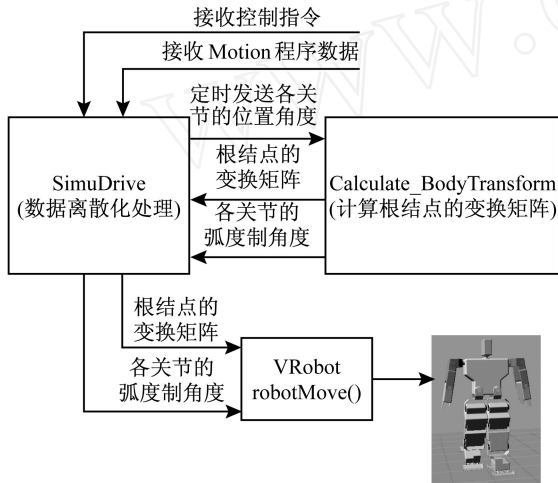 接收控制指令
接收 Motion 程序数据
定时发送各关
节的位置角度
SimuDrive
(数据离散化处理)
根结点的
变换矩阵
Calculate_BodyTransform
(计算根结点的变换矩阵)
各关节的
弧度制角度
根结点的
变换矩阵
各关节的
弧度制角度
VRobot
robotMove()